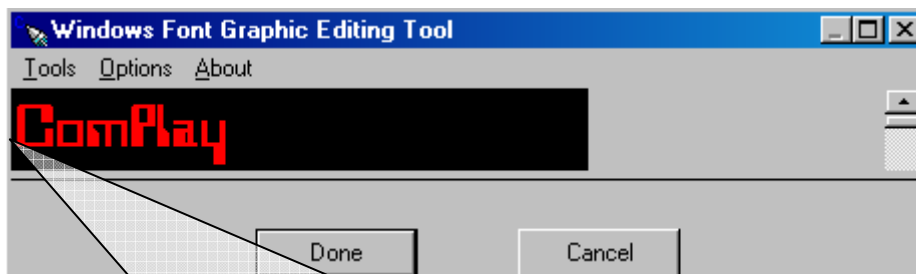 Windows Font Graphic Editing Tool
Tools Options About
ComPlay
Done Cancel